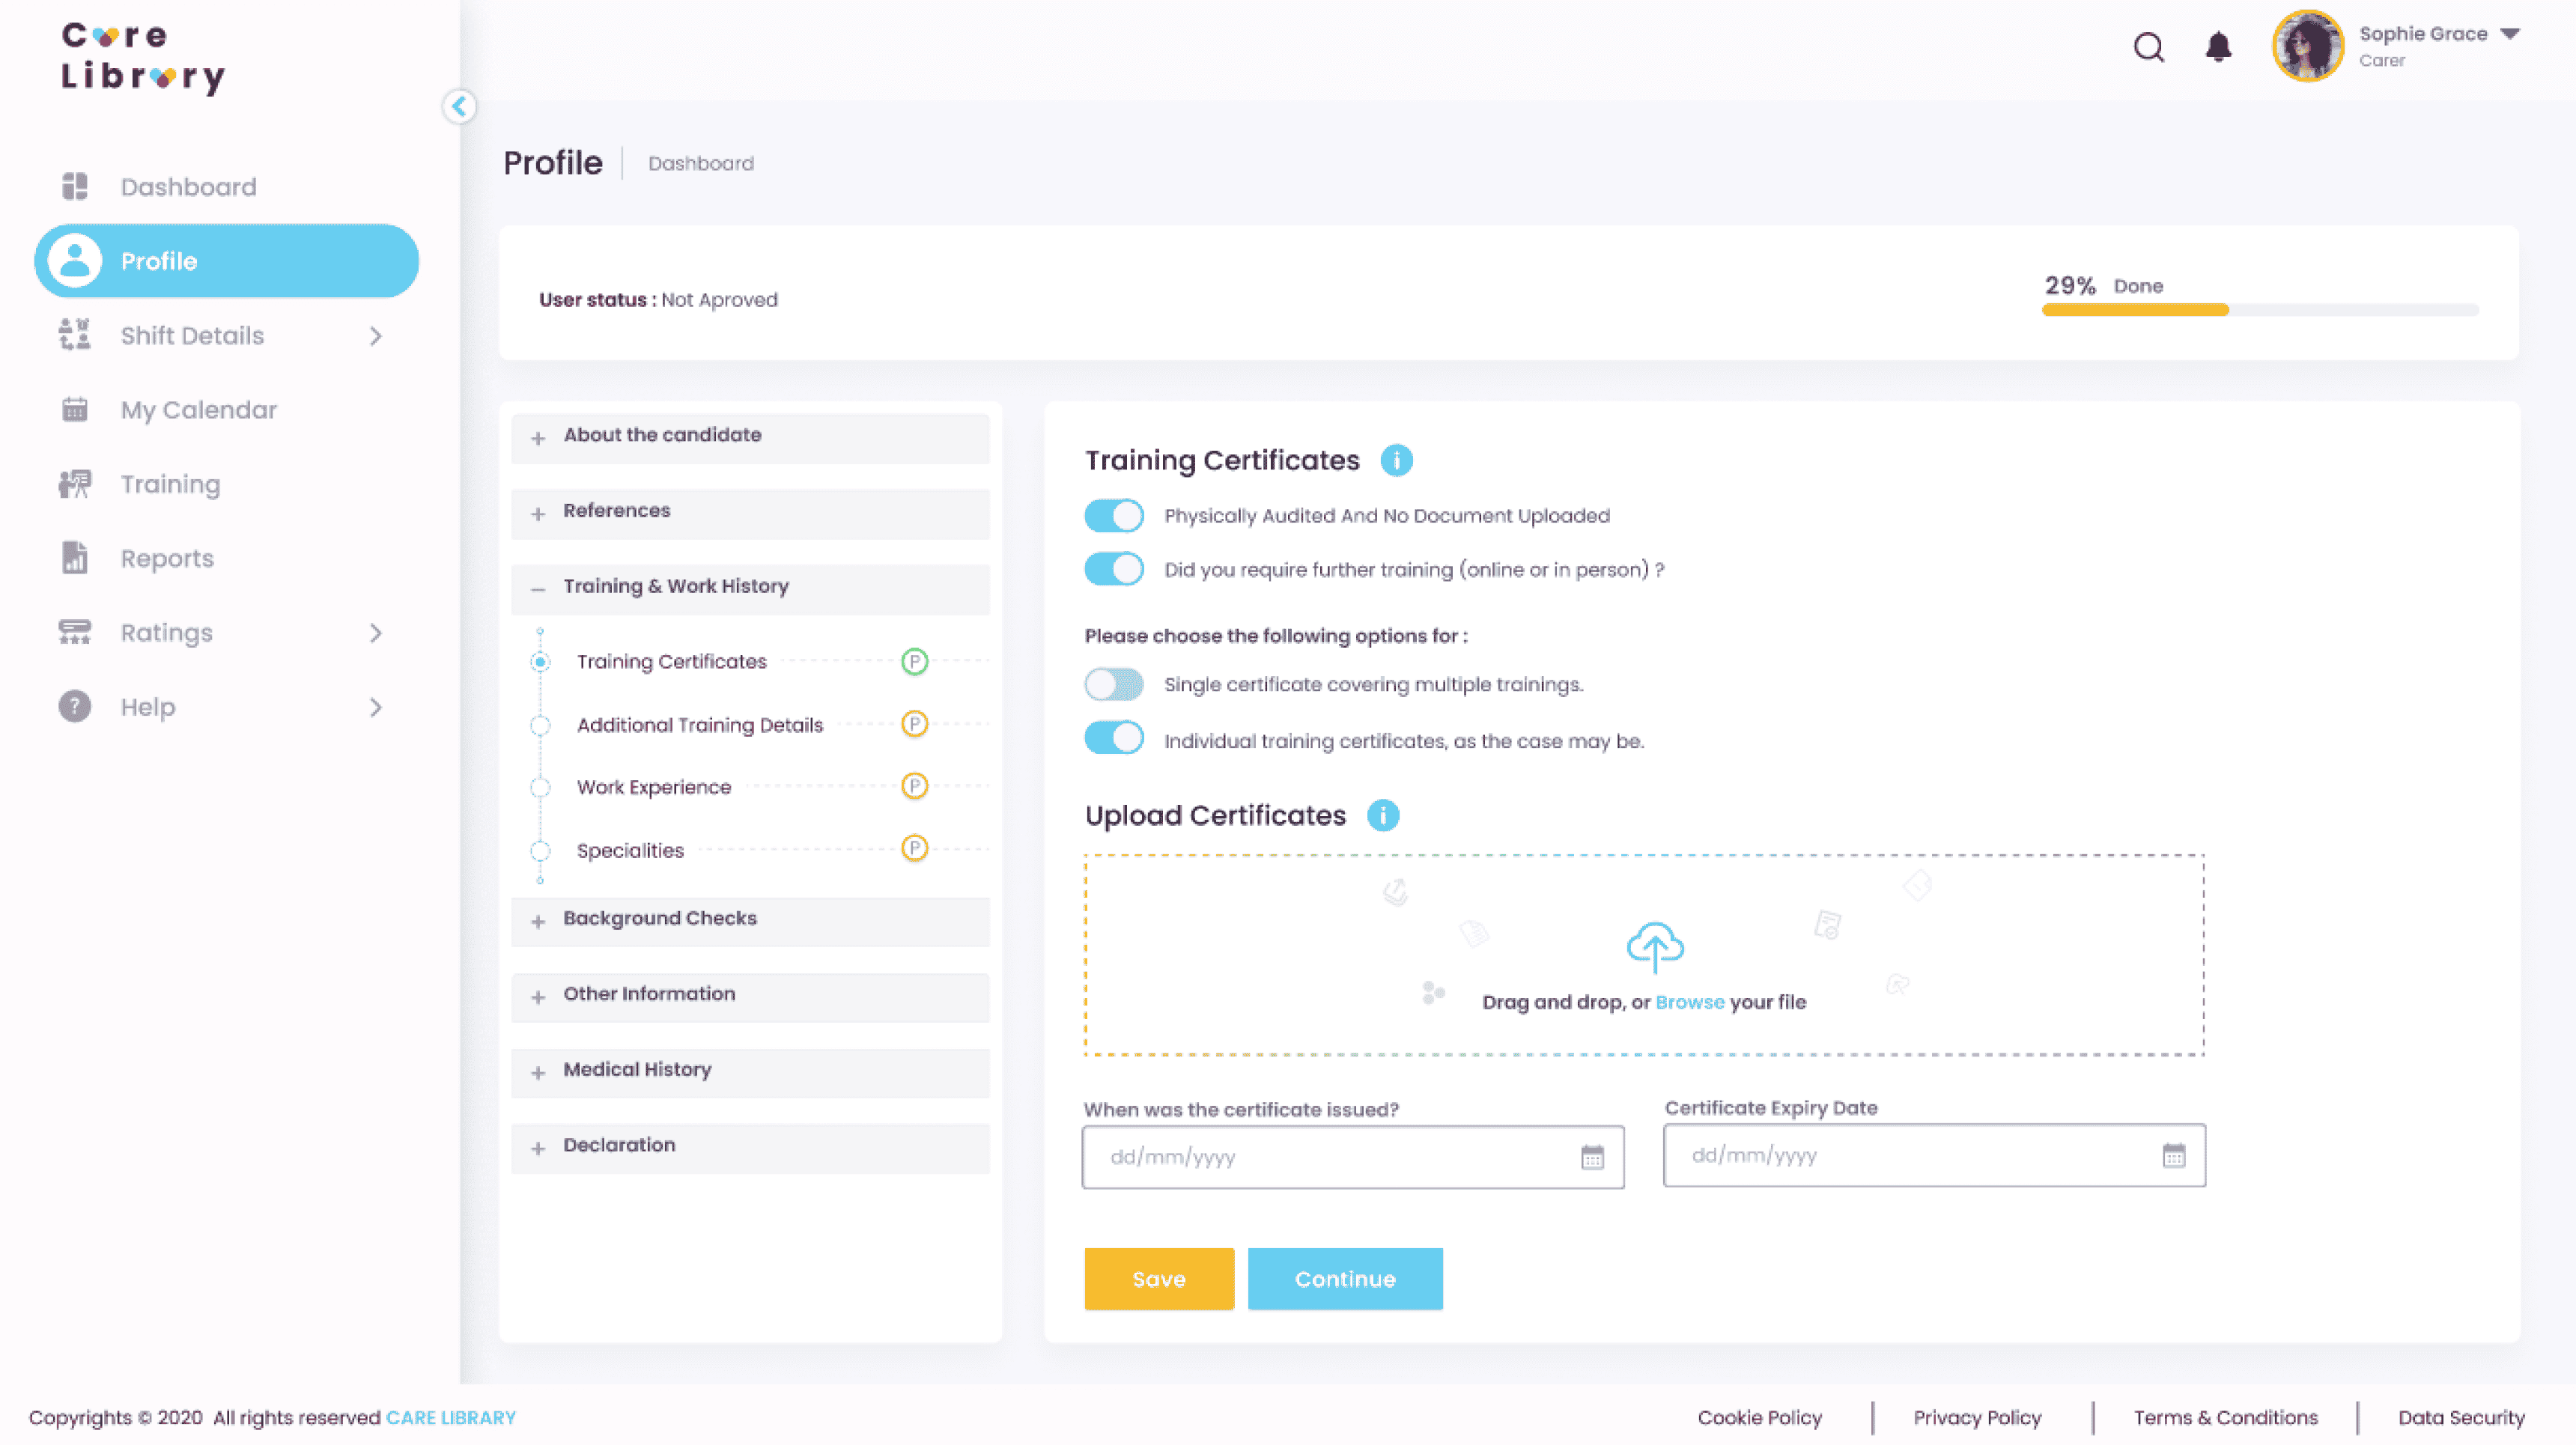 Care
Library
Sophie Grace
Carer
Profile
Dashboard
Dashboard
Profile
Shift Details
My Calendar
Training
Reports
Ratings
? Help
User status : Not Aproved
29% Done
+ About the candidate
+ References
– Training & Work History
Training Certificates P
Additional Training Details P
Work Experience P
Specialities P
+ Background Checks
+ Other Information
+ Medical History
+ Declaration
Training Certificates i
Physically Audited And No Document Uploaded
Did you require further training (online or in person) ?
Please choose the following options for :
Single certificate covering multiple trainings.
Individual training certificates, as the case may be.
Upload Certificates i
Drag and drop, or Browse your file
When was the certificate issued?
dd/mm/yyyy
Certificate Expiry Date
dd/mm/yyyy
Save
Continue
Copyrights © 2020 All rights reserved CARE LIBRARY
Cookie Policy
Privacy Policy
Terms & Conditions
Data Security